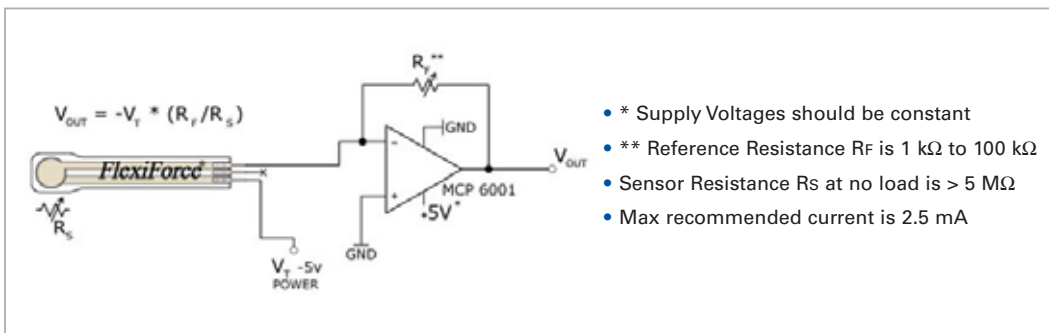 R_F**
V_OUT = -V_T * (R_F/R_S)
GND
FlexiForce®
MCP 6001
V_OUT
+5V*
R_S
GND
V_T -5v
POWER
• * Supply Voltages should be constant
• ** Reference Resistance RF is 1 kΩ to 100 kΩ
• Sensor Resistance RS at no load is > 5 MΩ
• Max recommended current is 2.5 mA